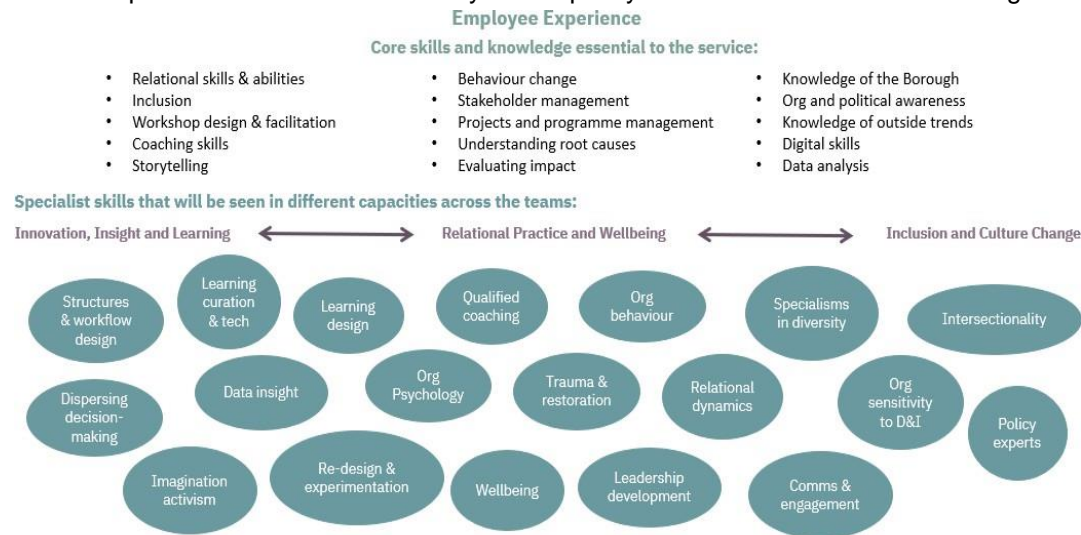 Employee Experience
Core skills and knowledge essential to the service:
• Relational skills & abilities
• Inclusion
• Workshop design & facilitation
• Coaching skills
• Storytelling
• Behaviour change
• Stakeholder management
• Projects and programme management
• Understanding root causes
• Evaluating impact
• Knowledge of the Borough
• Org and political awareness
• Knowledge of outside trends
• Digital skills
• Data analysis
Specialist skills that will be seen in different capacities across the teams:
Innovation, Insight and Learning
Relational Practice and Wellbeing
Inclusion and Culture Change
Structures
& workflow
design
Learning
curation
& tech
Learning
design
Qualified
coaching
Org
behaviour
Specialisms
in diversity
Intersectionality
Dispersing
decision-
making
Data insight
Org
Psychology
Trauma &
restoration
Relational
dynamics
Org
sensitivity
to D&I
Policy
experts
Imagination
activism
Re-design &
experimentation
Wellbeing
Leadership
development
Comms &
engagement